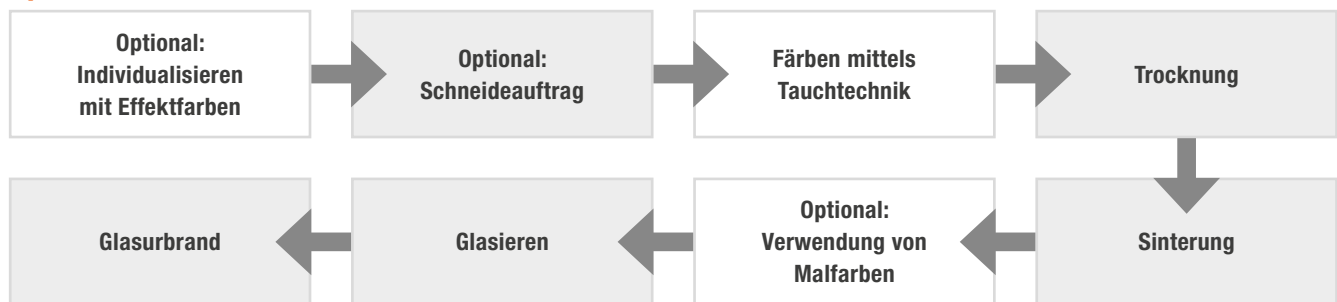 Optional:
Individualisieren
mit Effektfarben
Optional:
Schneideauftrag
Färben mittels
Tauchtechnik
Trocknung
Glasurbrand
Glasieren
Optional:
Verwendung von
Malfarben
Sinterung